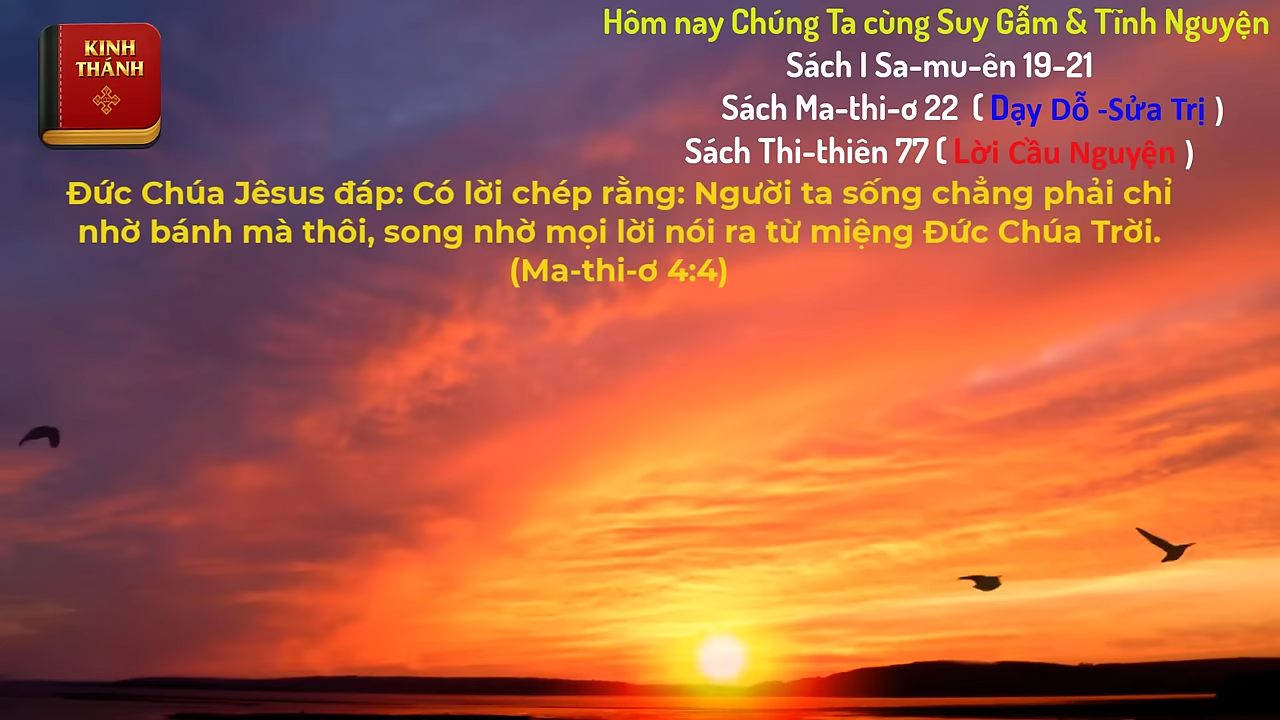 KINH
THÁNH
Hôm nay Chúng Ta cùng Suy Gẫm & Tĩnh Nguyện
Sách I Sa-mu-ên 19-21
Sách Ma-thi-ơ 22 ( Dạy Dỗ -Sửa Trị )
Sách Thi-thiên 77 ( Lời Cầu Nguyện )
Đức Chúa Jêsus đáp: Có lời chép rằng: Người ta sống chẳng phải chỉ
nhờ bánh mà thôi, song nhờ mọi lời nói ra từ miệng Đức Chúa Trời.
(Ma-thi-ơ 4:4)